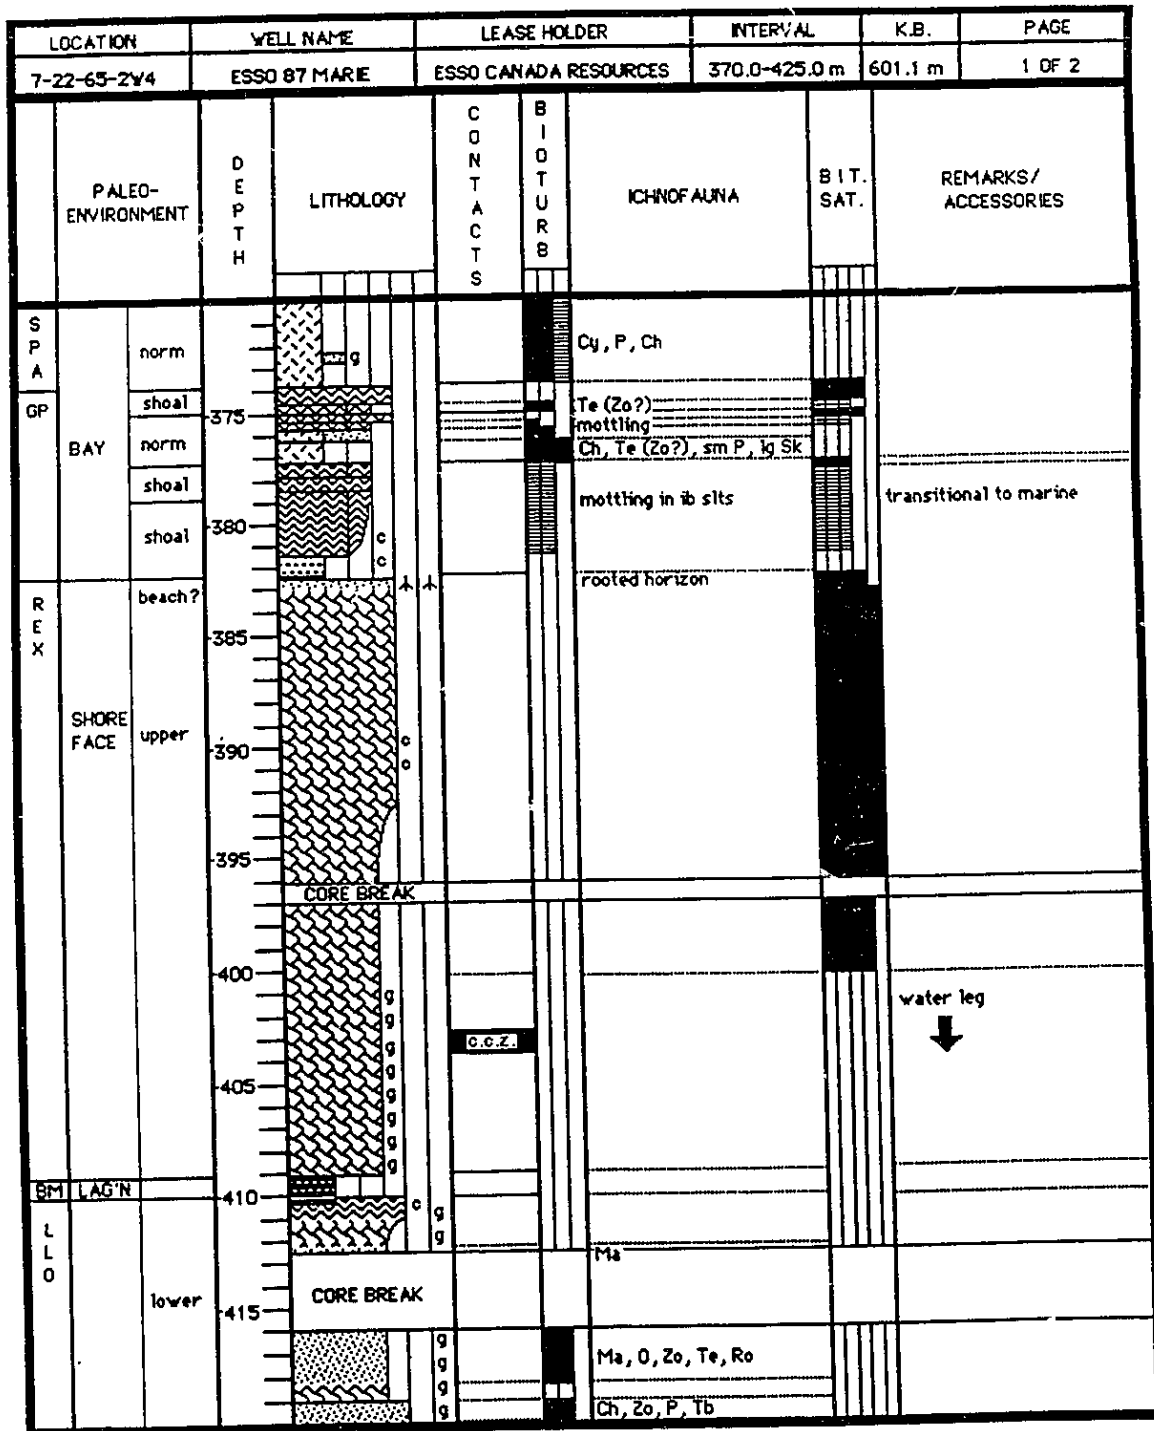 LOCATION WELL NAME LEASE HOLDER INTERVAL K.B. PAGE
7-22-65-2W4 ESSO 87 MARIE ESSO CANADA RESOURCES 370.0-425.0 m 601.1 m 1 OF 2
PALEO-
ENVIRONMENT
DEPTH
LITHOLOGY
CONTACTS
BIOTURB
ICHNOFAUNA
BIT.
SAT.
REMARKS/
ACCESSORIES
SPA
norm
g
Cy, P, Ch
GP
shoal
375
Te (Zo?)
mottling
BAY
norm
Ch, Te (Zo?), sm P, lg Sk
shoal
mottling in ib slts
transitional to marine
shoal
380
c
c
rooted horizon
REX
beach?
385
SHORE
FACE
upper
390
c
c
395
CORE BREAK
400
water leg
g
g
g
g
g
g
g
g
c.c.z.
405
BM LAG'N
410
c
g
g
LLO
Ma
CORE BREAK
lower
415
g
g
g
g
Ma, O, Zo, Te, Ro
Ch, Zo, P, Tb